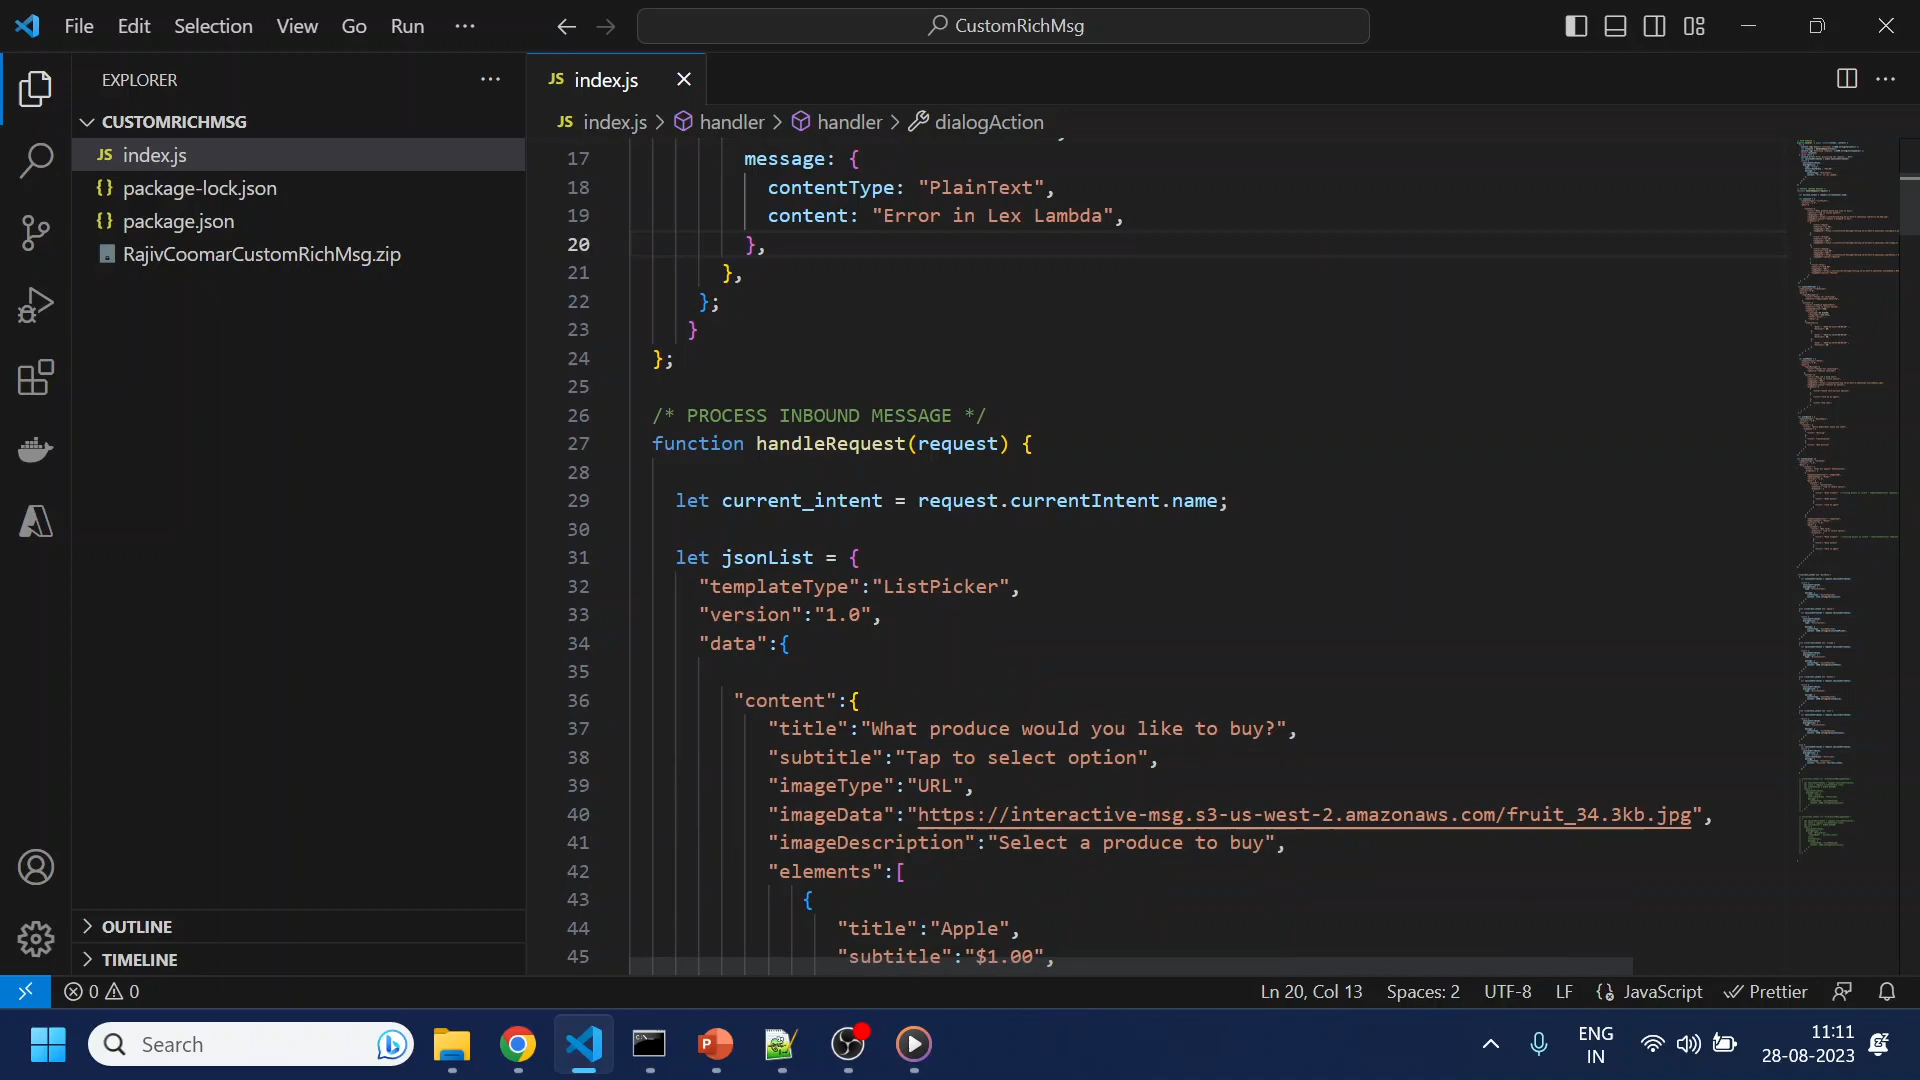 File Edit Selection View Go Run ···
CustomRichMsg
EXPLORER
CUSTOMRICHMSG
JS index.js
{} package-lock.json
{} package.json
RajivCoomarCustomRichMsg.zip
OUTLINE
TIMELINE
JS index.js
JS index.js > handler > handler > dialogAction
17 message: {
18 contentType: "PlainText",
19 content: "Error in Lex Lambda",
20 },
21 },
22 };
23 }
24 };
25
26 /* PROCESS INBOUND MESSAGE */
27 function handleRequest(request) {
28
29 let current_intent = request.currentIntent.name;
30
31 let jsonList = {
32 "templateType":"ListPicker",
33 "version":"1.0",
34 "data":{
35
36 "content":{
37 "title":"What produce would you like to buy?",
38 "subtitle":"Tap to select option",
39 "imageType":"URL",
40 "imageData":"https://interactive-msg.s3-us-west-2.amazonaws.com/fruit_34.3kb.jpg",
41 "imageDescription":"Select a produce to buy",
42 "elements":[
43 {
44 "title":"Apple",
45 "subtitle":"$1.00",
0 0
Ln 20, Col 13 Spaces: 2 UTF-8 LF {} JavaScript Prettier
Search
ENG
IN
11:11
28-08-2023